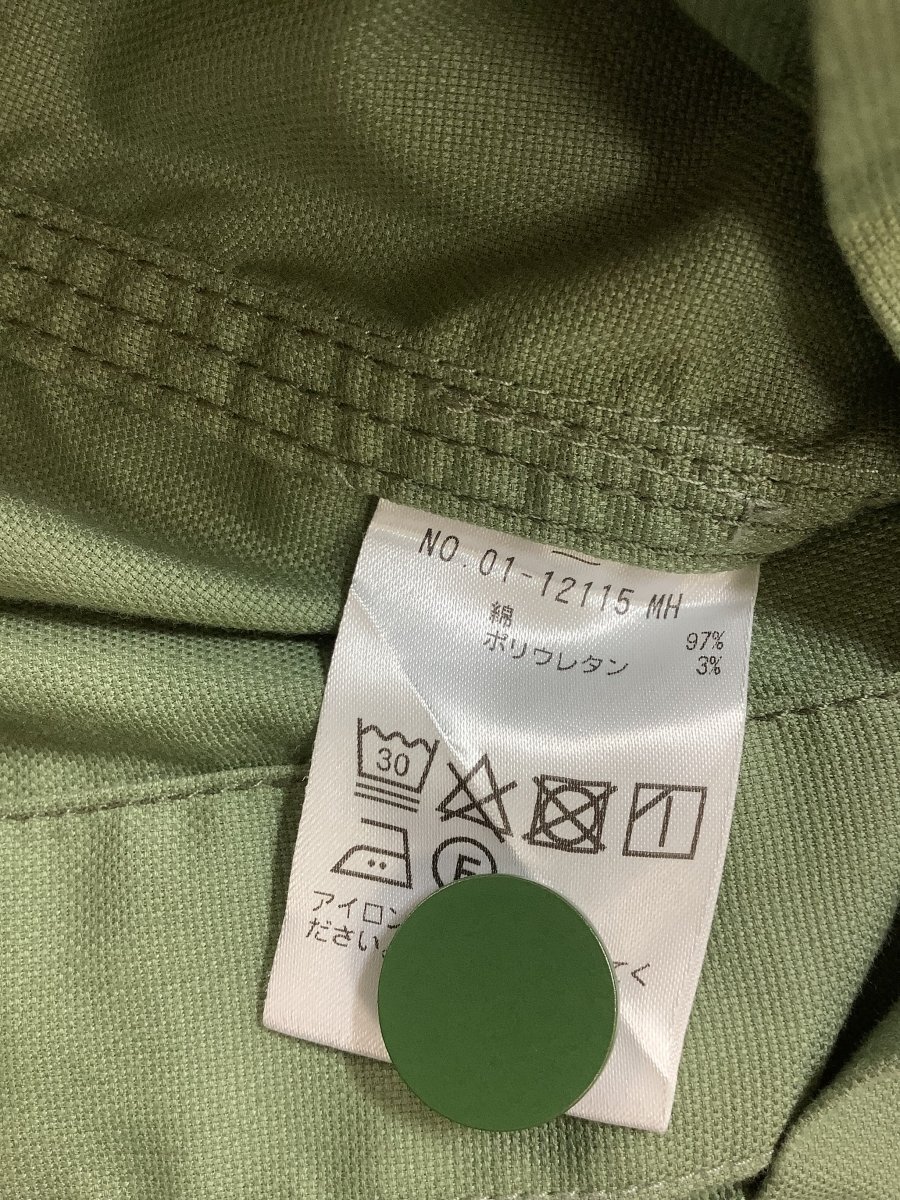 NO.01-12115 MH
綿 97%
ポリウレタン 3%
30
F
アイロン
ださい。